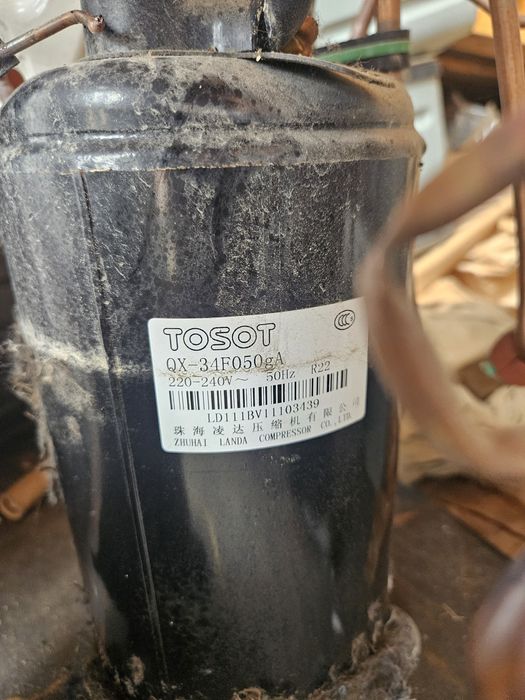 TOSOT
CCC
QX-34F050gA
220-240V~ 50Hz R22
LD111BV11103439
珠海凌达压缩机有限公司
ZHUHAI LANDA COMPRESSOR CO.,LTD.